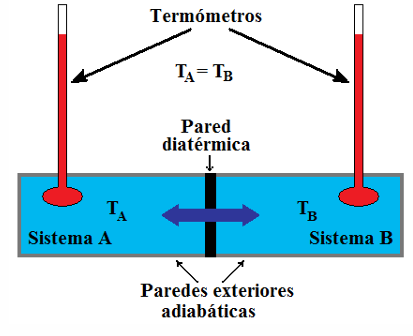 Termómetros
T_A = T_B
Pared
diatérmica
T_A
T_B
Sistema A
Sistema B
Paredes exteriores
adiabáticas